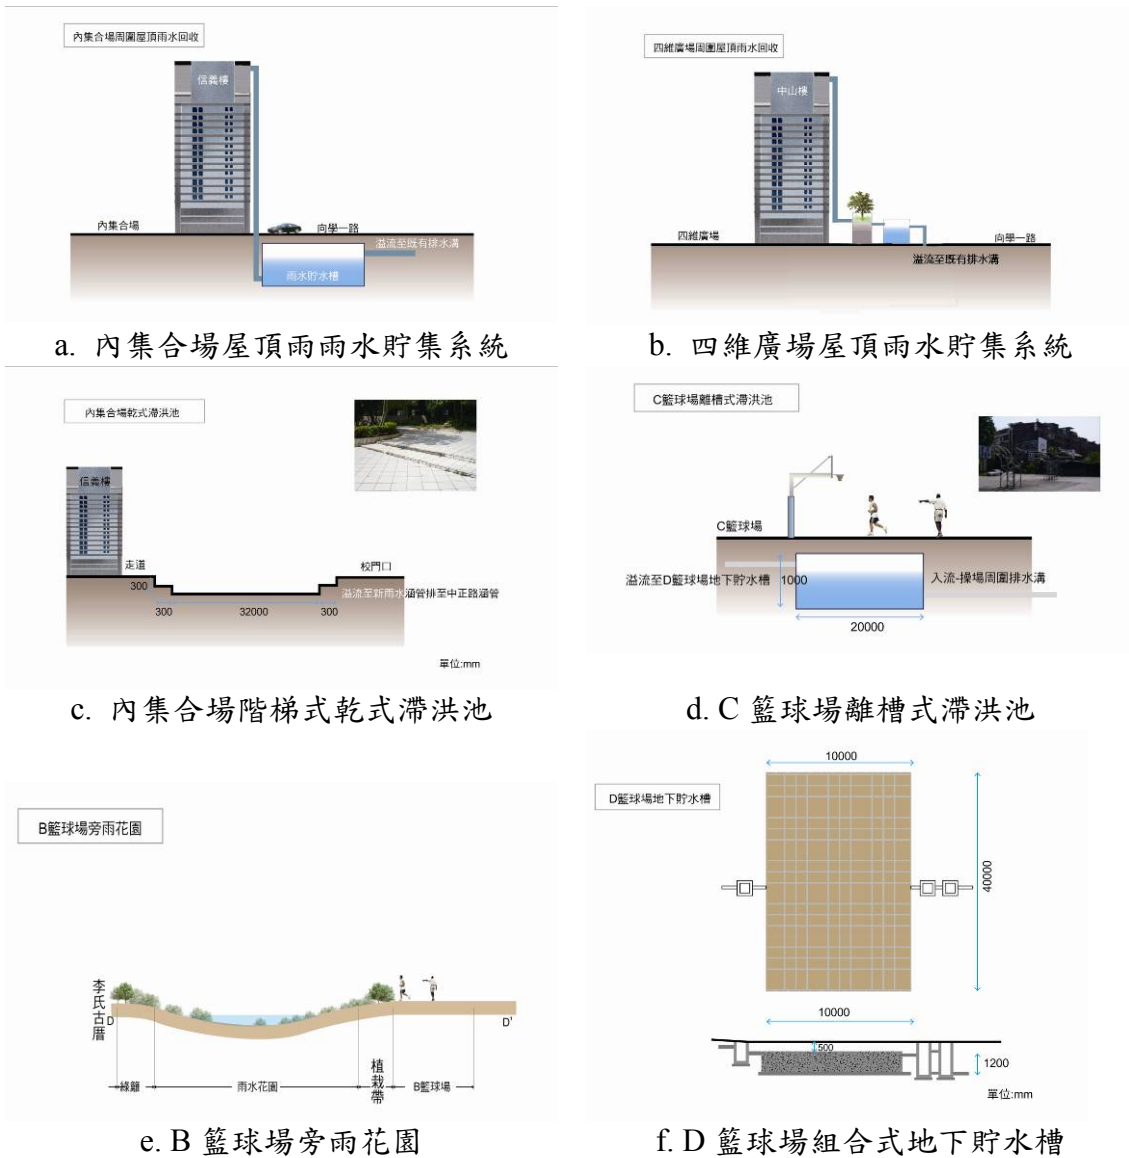 內集合場周圍屋頂雨水回收
信義樓
內集合場
向學一路
溢流至既有排水溝
雨水貯水槽
a. 內集合場屋頂雨雨水貯集系統
四維廣場周圍屋頂雨水回收
中山樓
四維廣場
向學一路
溢流至既有排水溝
b. 四維廣場屋頂雨水貯集系統
內集合場乾式滯洪池
信義樓
走道
校門口
300
溢流至新雨水涵管排至中正路涵管
300
32000
300
單位:mm
c. 內集合場階梯式乾式滯洪池
C籃球場離槽式滯洪池
C籃球場
溢流至D籃球場地下貯水槽
1000
入流-操場周圍排水溝
20000
d. C 籃球場離槽式滯洪池
B籃球場旁雨花園
李氏古厝
D
D'
綠籬
雨水花園
植栽帶
B籃球場
e. B 籃球場旁雨花園
10000
D籃球場地下貯水槽
40000
10000
500
1200
單位:mm
f. D 籃球場組合式地下貯水槽